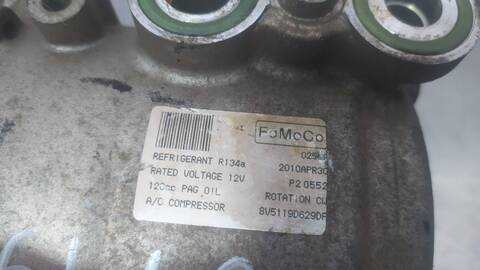 FoMoCo
REFRIGERANT R134a
RATED VOLTAGE 12V 2010APR30
120cc PAG OIL P2 0552
A/C COMPRESSOR ROTATION CW
8V5119D629DF